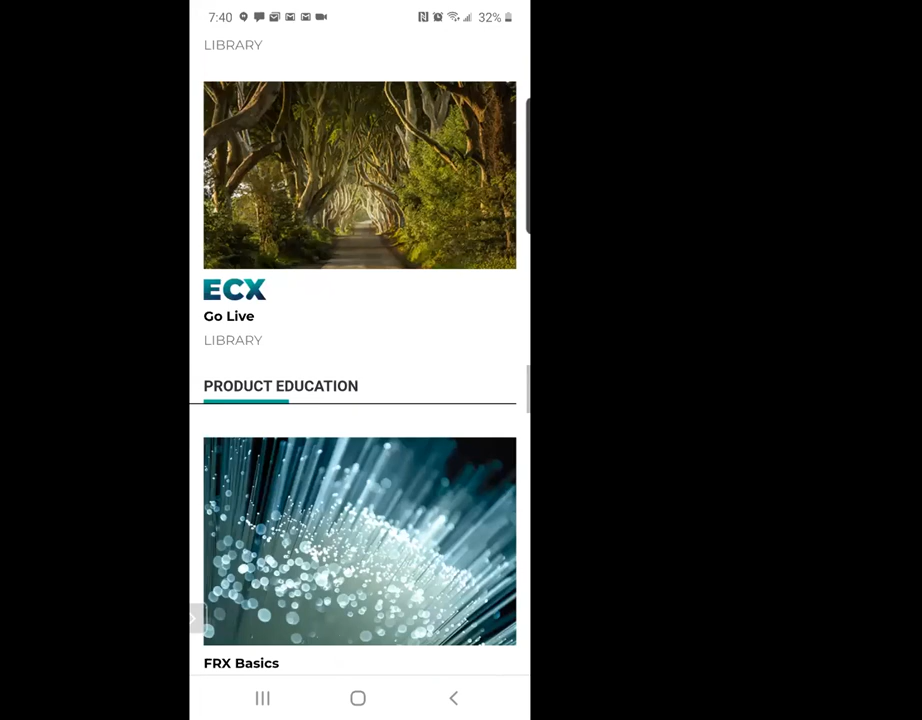 7:40 32%
LIBRARY
ECX
Go Live
LIBRARY
PRODUCT EDUCATION
FRX Basics